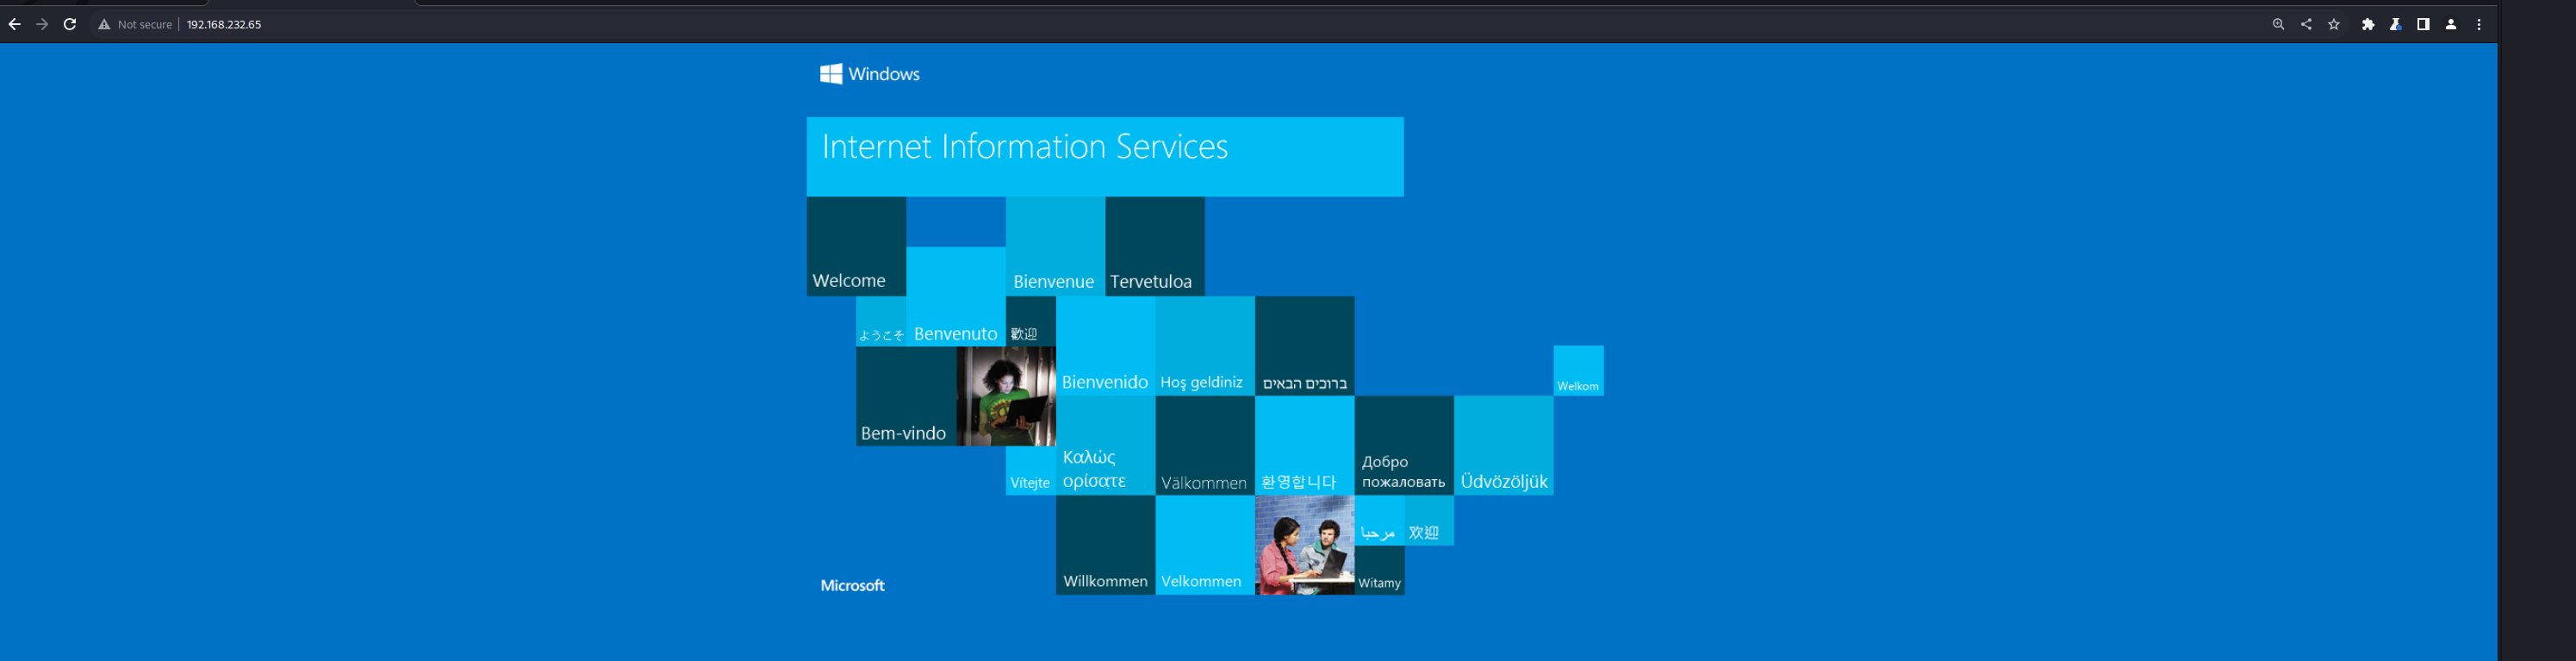 Not secure
192.168.232.65
Windows
Internet Information Services
Welcome
Bienvenue
Tervetuloa
ようこそ
Benvenuto
歡迎
Bienvenido
Hoş geldiniz
ברוכים הבאים
Welkom
Bem-vindo
Καλώς
ορίσατε
Vítejte
Välkommen
환영합니다
Добро
пожаловать
Üdvözöljük
مرحبا
欢迎
Willkommen
Velkommen
Witamy
Microsoft